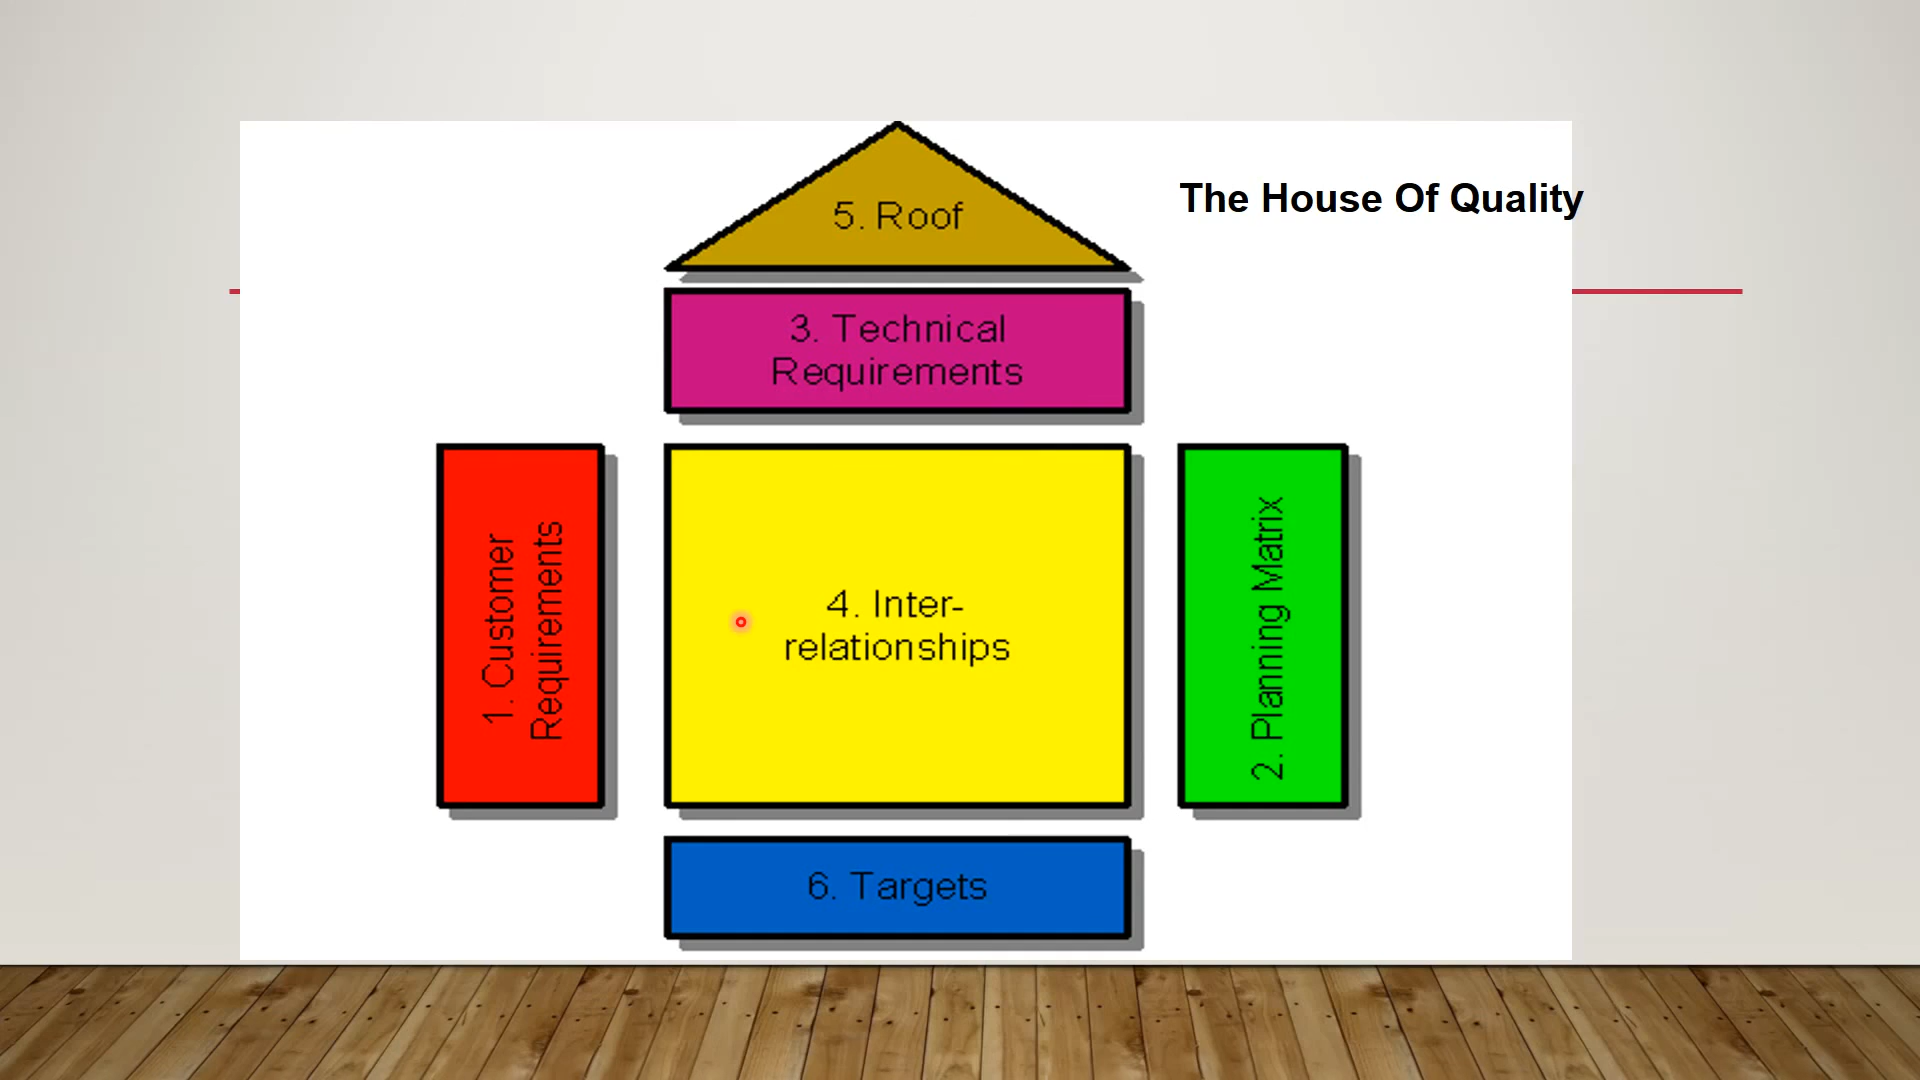 The House Of Quality
5. Roof
3. Technical
Requirements
1. Customer
Requirements
4. Inter-
relationships
2. Planning Matrix
6. Targets